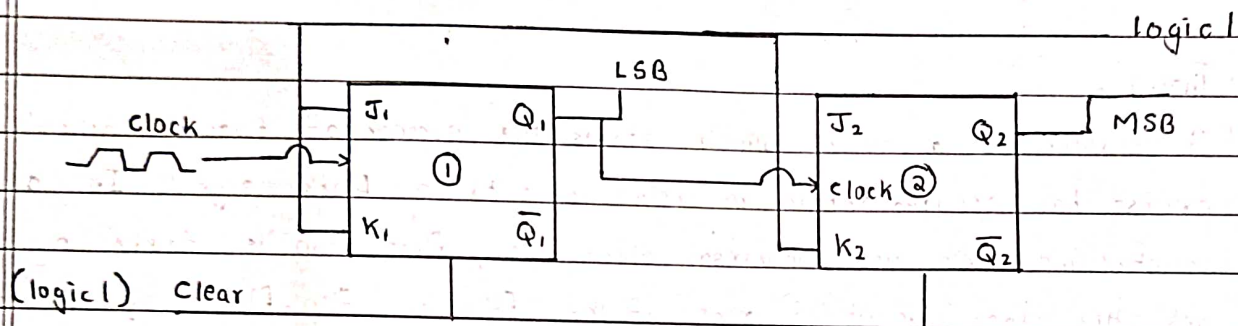 logic 1
LSB
J₁ Q₁ J₂ Q₂ MSB
clock
① clock ②
K₁ Q̅₁ K₂ Q̅₂
(logic 1) Clear